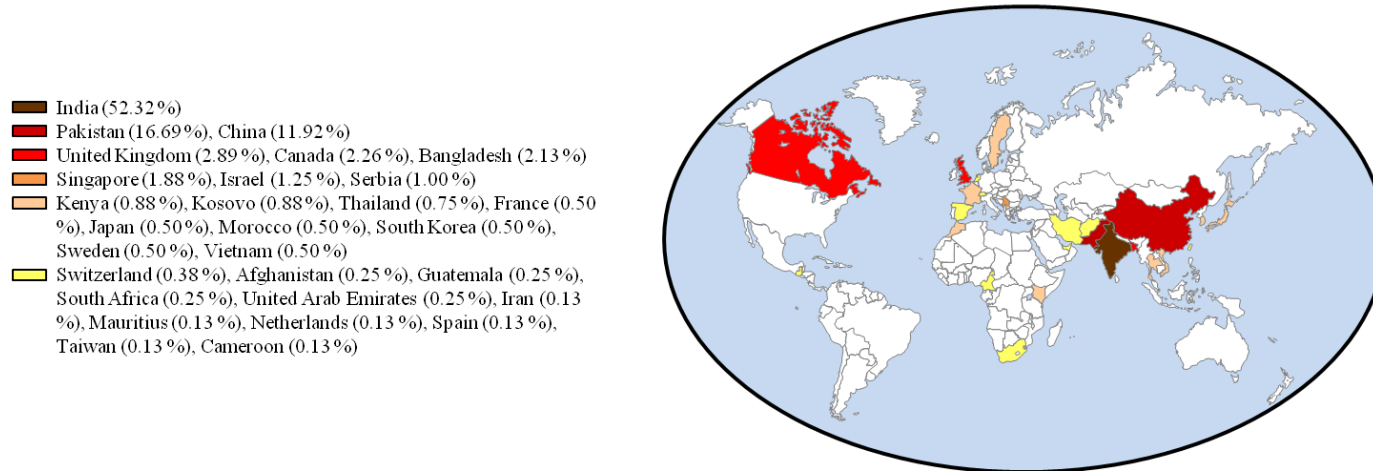 India (52.32 %)
Pakistan (16.69 %), China (11.92 %)
United Kingdom (2.89 %), Canada (2.26 %), Bangladesh (2.13 %)
Singapore (1.88 %), Israel (1.25 %), Serbia (1.00 %)
Kenya (0.88 %), Kosovo (0.88 %), Thailand (0.75 %), France (0.50
%), Japan (0.50 %), Morocco (0.50 %), South Korea (0.50 %),
Sweden (0.50 %), Vietnam (0.50 %)
Switzerland (0.38 %), Afghanistan (0.25 %), Guatemala (0.25 %),
South Africa (0.25 %), United Arab Emirates (0.25 %), Iran (0.13
%), Mauritius (0.13 %), Netherlands (0.13 %), Spain (0.13 %),
Taiwan (0.13 %), Cameroon (0.13 %)